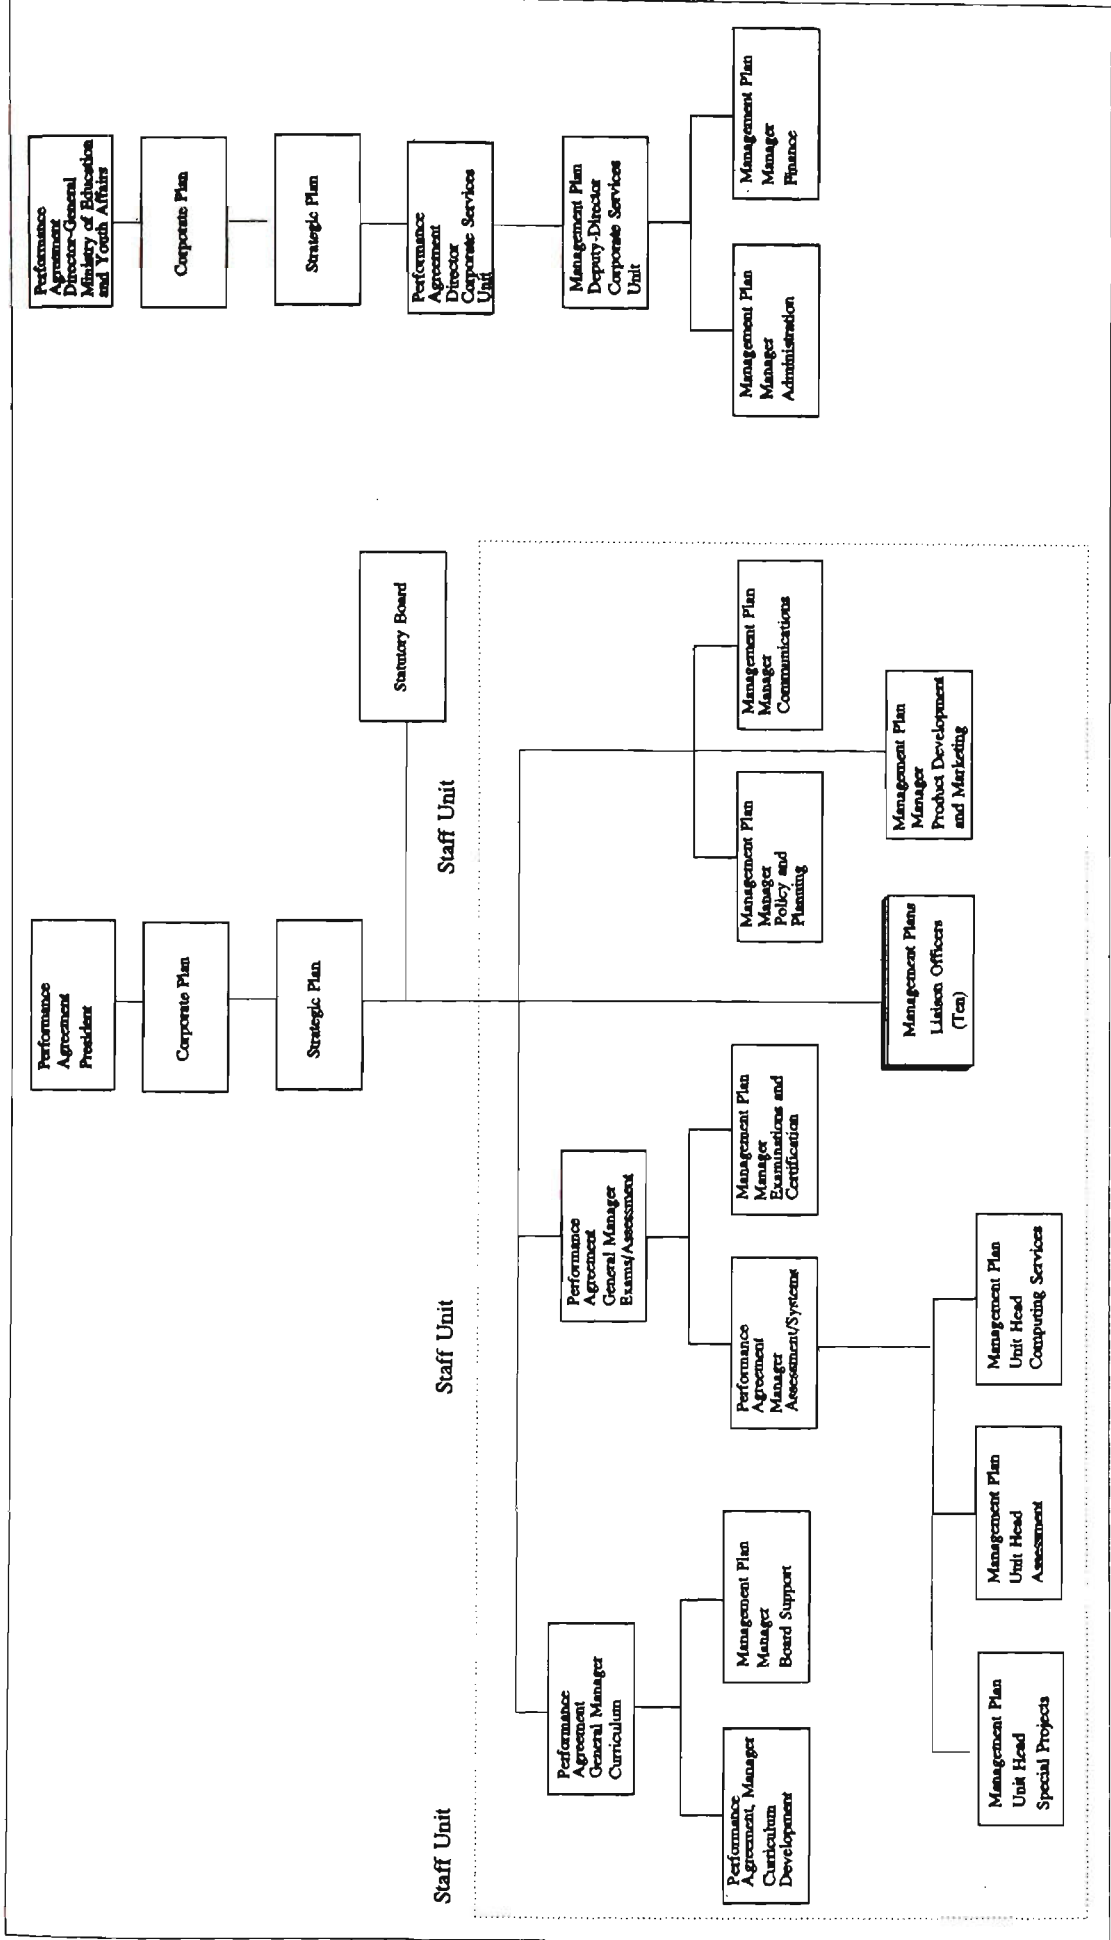 Performance
Agreement
President
Corporate Plan
Strategic Plan
Statutory Board
Staff Unit
Staff Unit
Staff Unit
Performance
Agreement
General Manager
Curriculum
Performance
Agreement, Manager
Curriculum
Development
Management Plan
Manager
Board Support
Performance
Agreement
General Manager
Exams/Assessment
Performance
Agreement
Manager
Assessment/Systems
Management Plan
Manager
Examinations and
Certification
Management Plan
Unit Head
Special Projects
Management Plan
Unit Head
Assessment
Management Plan
Unit Head
Computing Services
Management Plans
Liaison Officers
(Ten)
Management Plan
Manager
Policy and
Planning
Management Plan
Manager
Communications
Management Plan
Manager
Product Development
and Marketing
Performance
Agreement
Director-General
Ministry of Education
and Youth Affairs
Corporate Plan
Strategic Plan
Performance
Agreement
Director
Corporate Services
Unit
Management Plan
Deputy-Director
Corporate Services
Unit
Management Plan
Manager
Administration
Management Plan
Manager
Finance